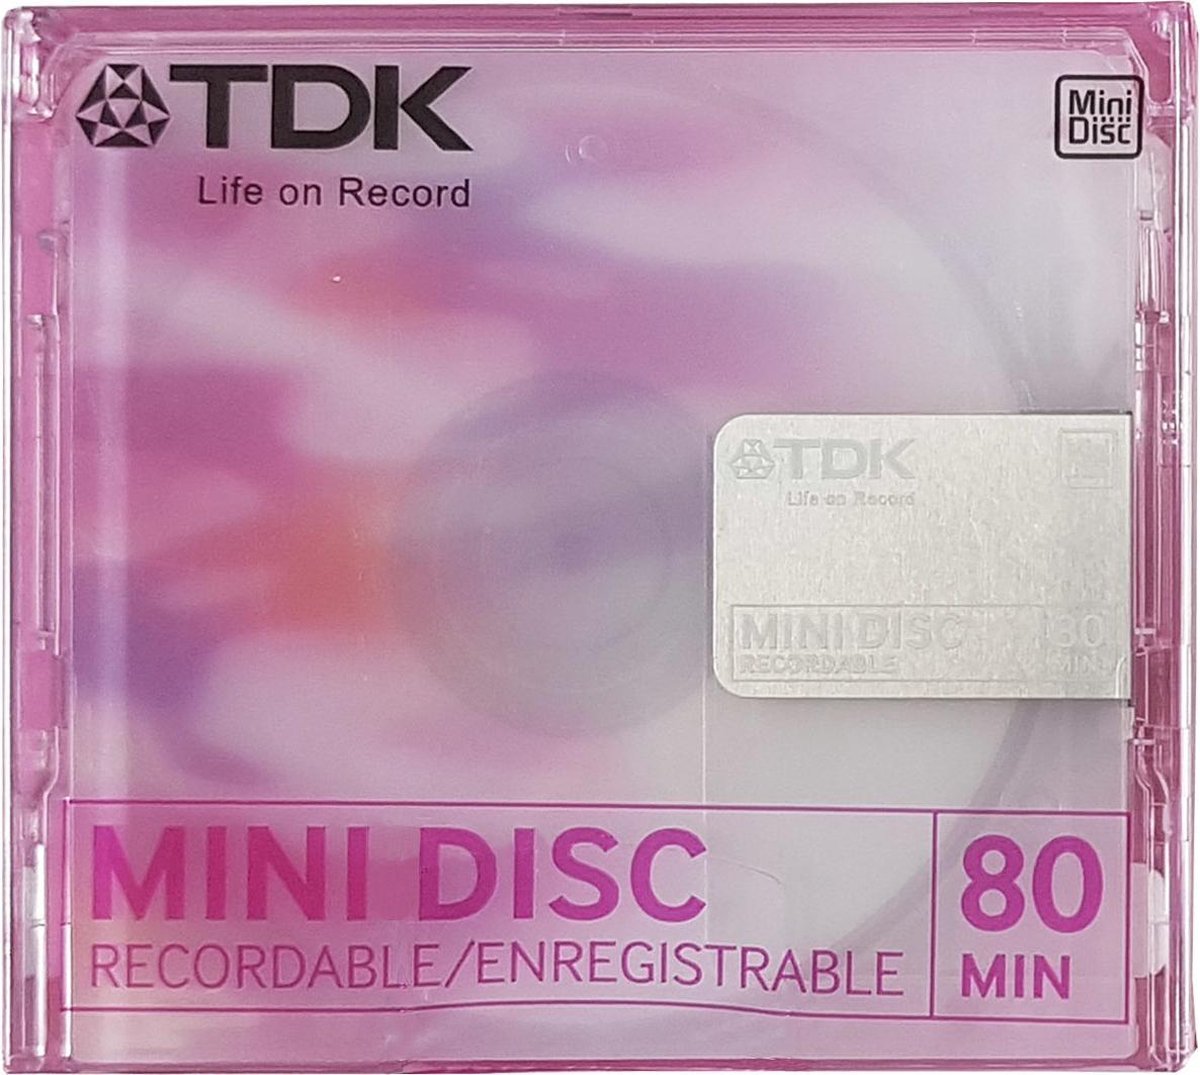 TDK
Life on Record
Mini
Disc
TDK
Life on Record
MINI DISC
RECORDABLE
80
MIN
MINI DISC
RECORDABLE/ENREGISTRABLE
80
MIN